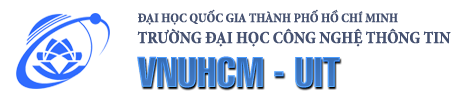 ĐẠI HỌC QUỐC GIA THÀNH PHỐ HỒ CHÍ MINH
TRƯỜNG ĐẠI HỌC CÔNG NGHỆ THÔNG TIN
VNUHCM - UIT